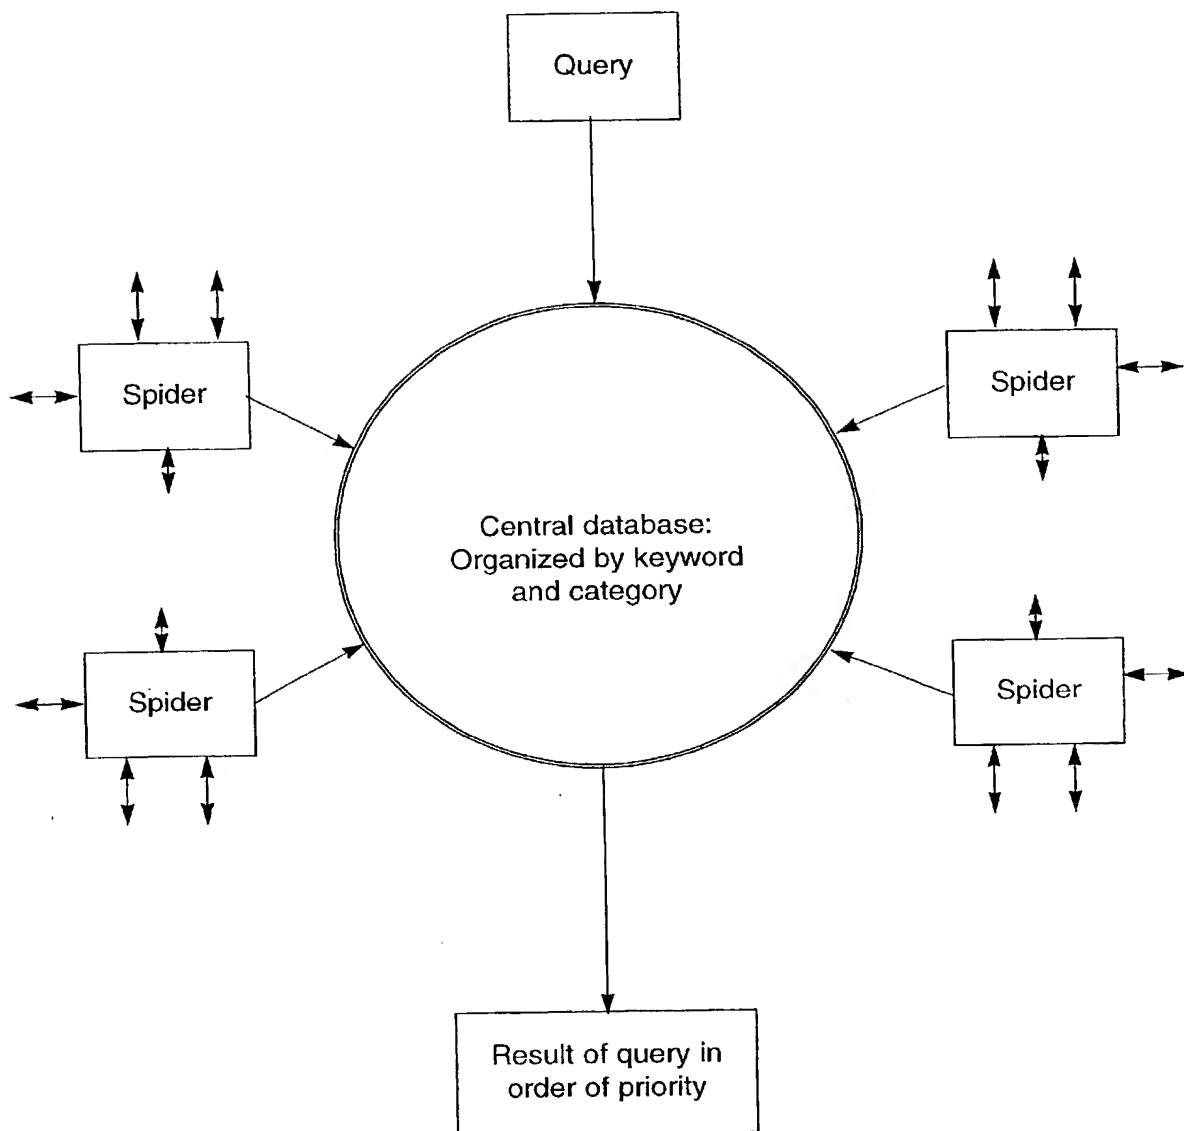 Query
Spider
Spider
Central database:
Organized by keyword
and category
Spider
Spider
Result of query in
order of priority